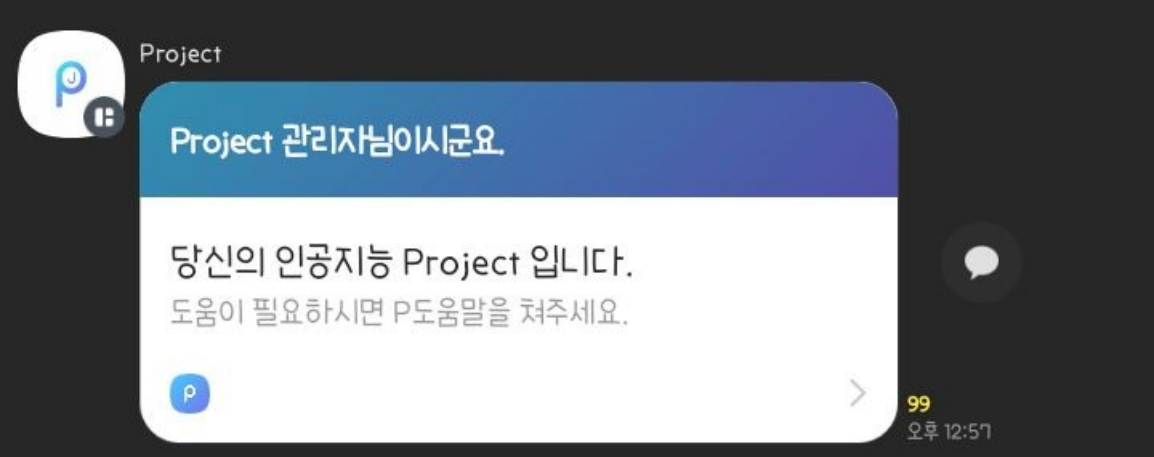 Project
Project 관리자님이시군요.
당신의 인공지능 Project 입니다.
도움이 필요하시면 P도움말을 쳐주세요.
99
오후 12:57